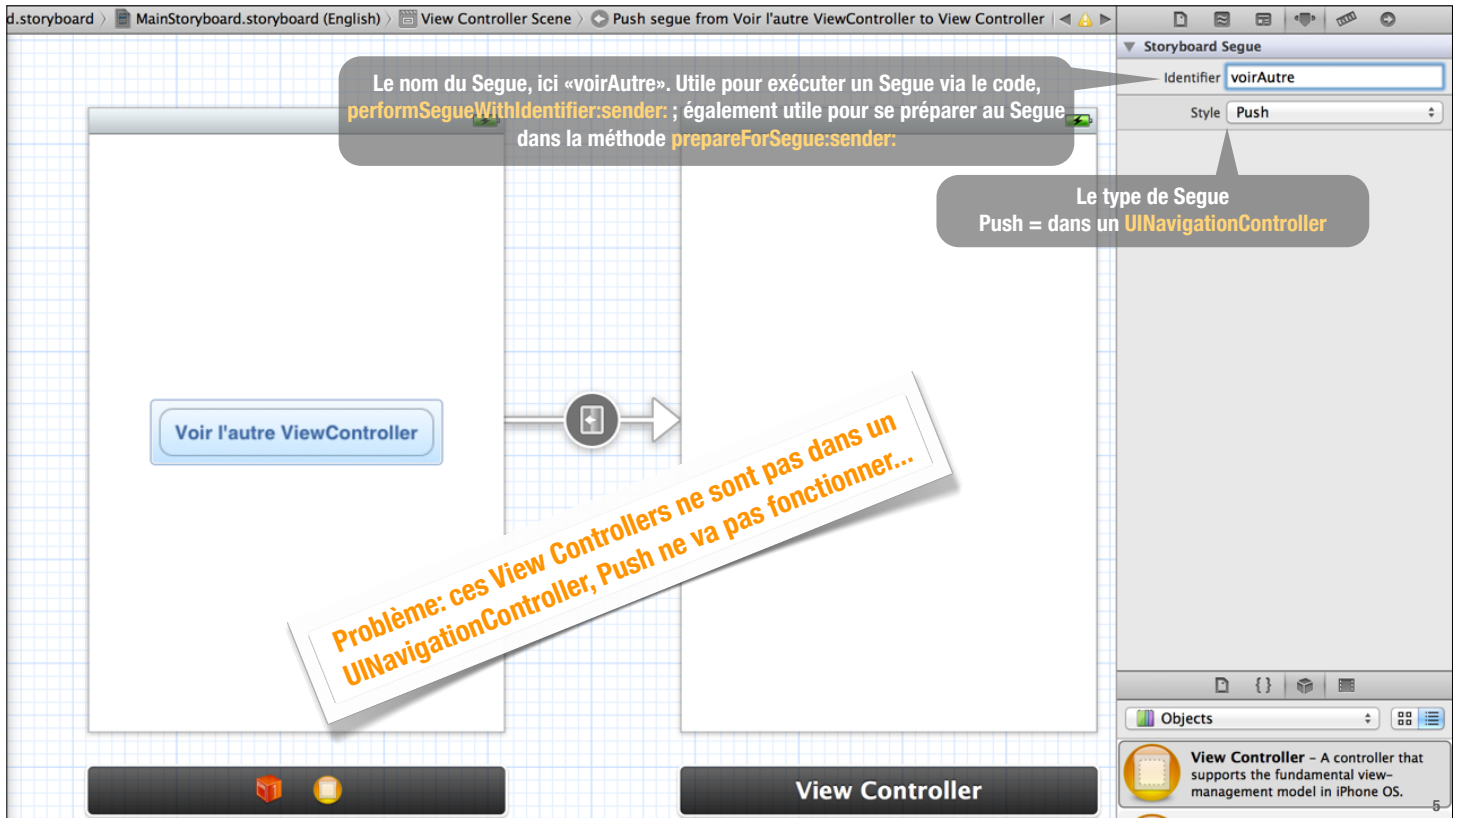 d.storyboard 〉 MainStoryboard.storyboard (English) 〉 View Controller Scene 〉 Push segue from Voir l'autre ViewController to View Controller
Storyboard Segue
Identifier voirAutre
Style Push
Le nom du Segue, ici «voirAutre». Utile pour exécuter un Segue via le code,
performSegueWithIdentifier:sender: ; également utile pour se préparer au Segue
dans la méthode prepareForSegue:sender:
Le type de Segue
Push = dans un UINavigationController
Voir l'autre ViewController
Problème: ces View Controllers ne sont pas dans un
UINavigationController, Push ne va pas fonctionner...
{}
Objects
View Controller – A controller that
supports the fundamental view-
management model in iPhone OS.
View Controller
5